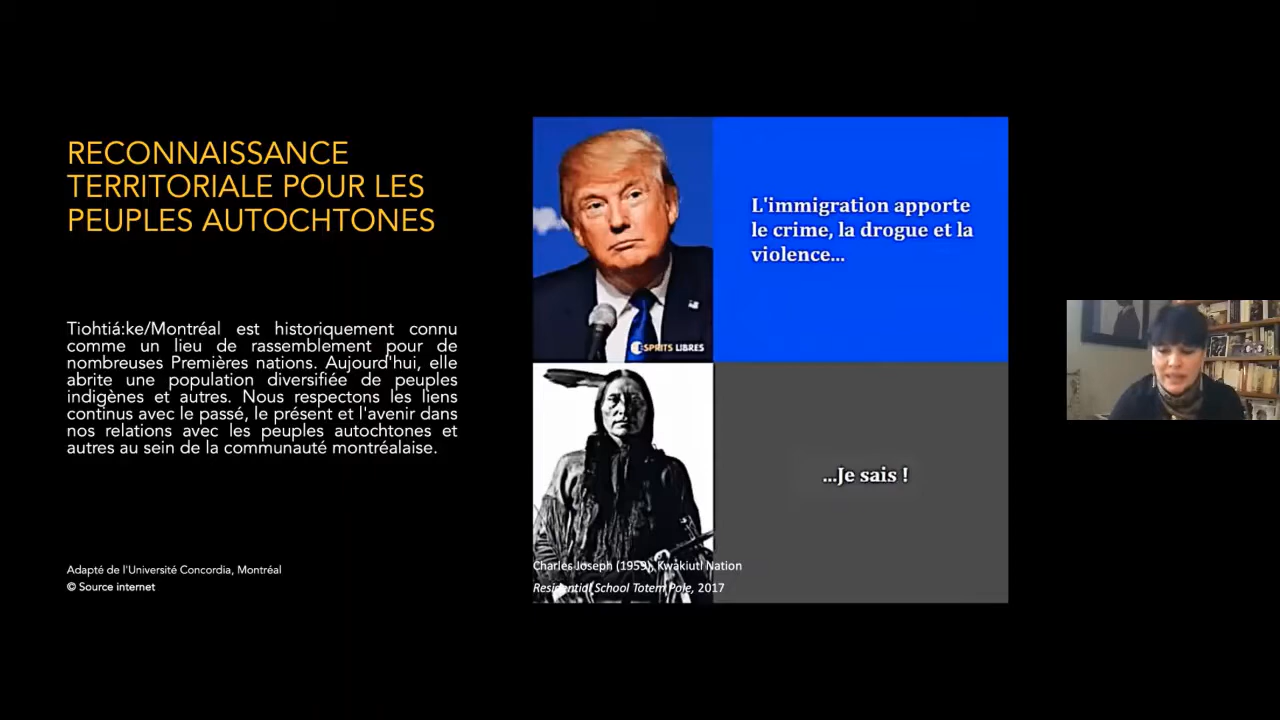 RECONNAISSANCE
TERRITORIALE POUR LES
PEUPLES AUTOCHTONES
Tiohtiá:ke/Montréal est historiquement connu
comme un lieu de rassemblement pour de
nombreuses Premières nations. Aujourd'hui, elle
abrite une population diversifiée de peuples
indigènes et autres. Nous respectons les liens
continus avec le passé, le présent et l'avenir dans
nos relations avec les peuples autochtones et
autres au sein de la communauté montréalaise.
Adapté de l'Université Concordia, Montréal
© Source internet
L'immigration apporte
le crime, la drogue et la
violence...
ESPRITS LIBRES
...Je sais !
Charles Joseph (1959), Kwakiutl Nation
Residential School Totem Pole, 2017